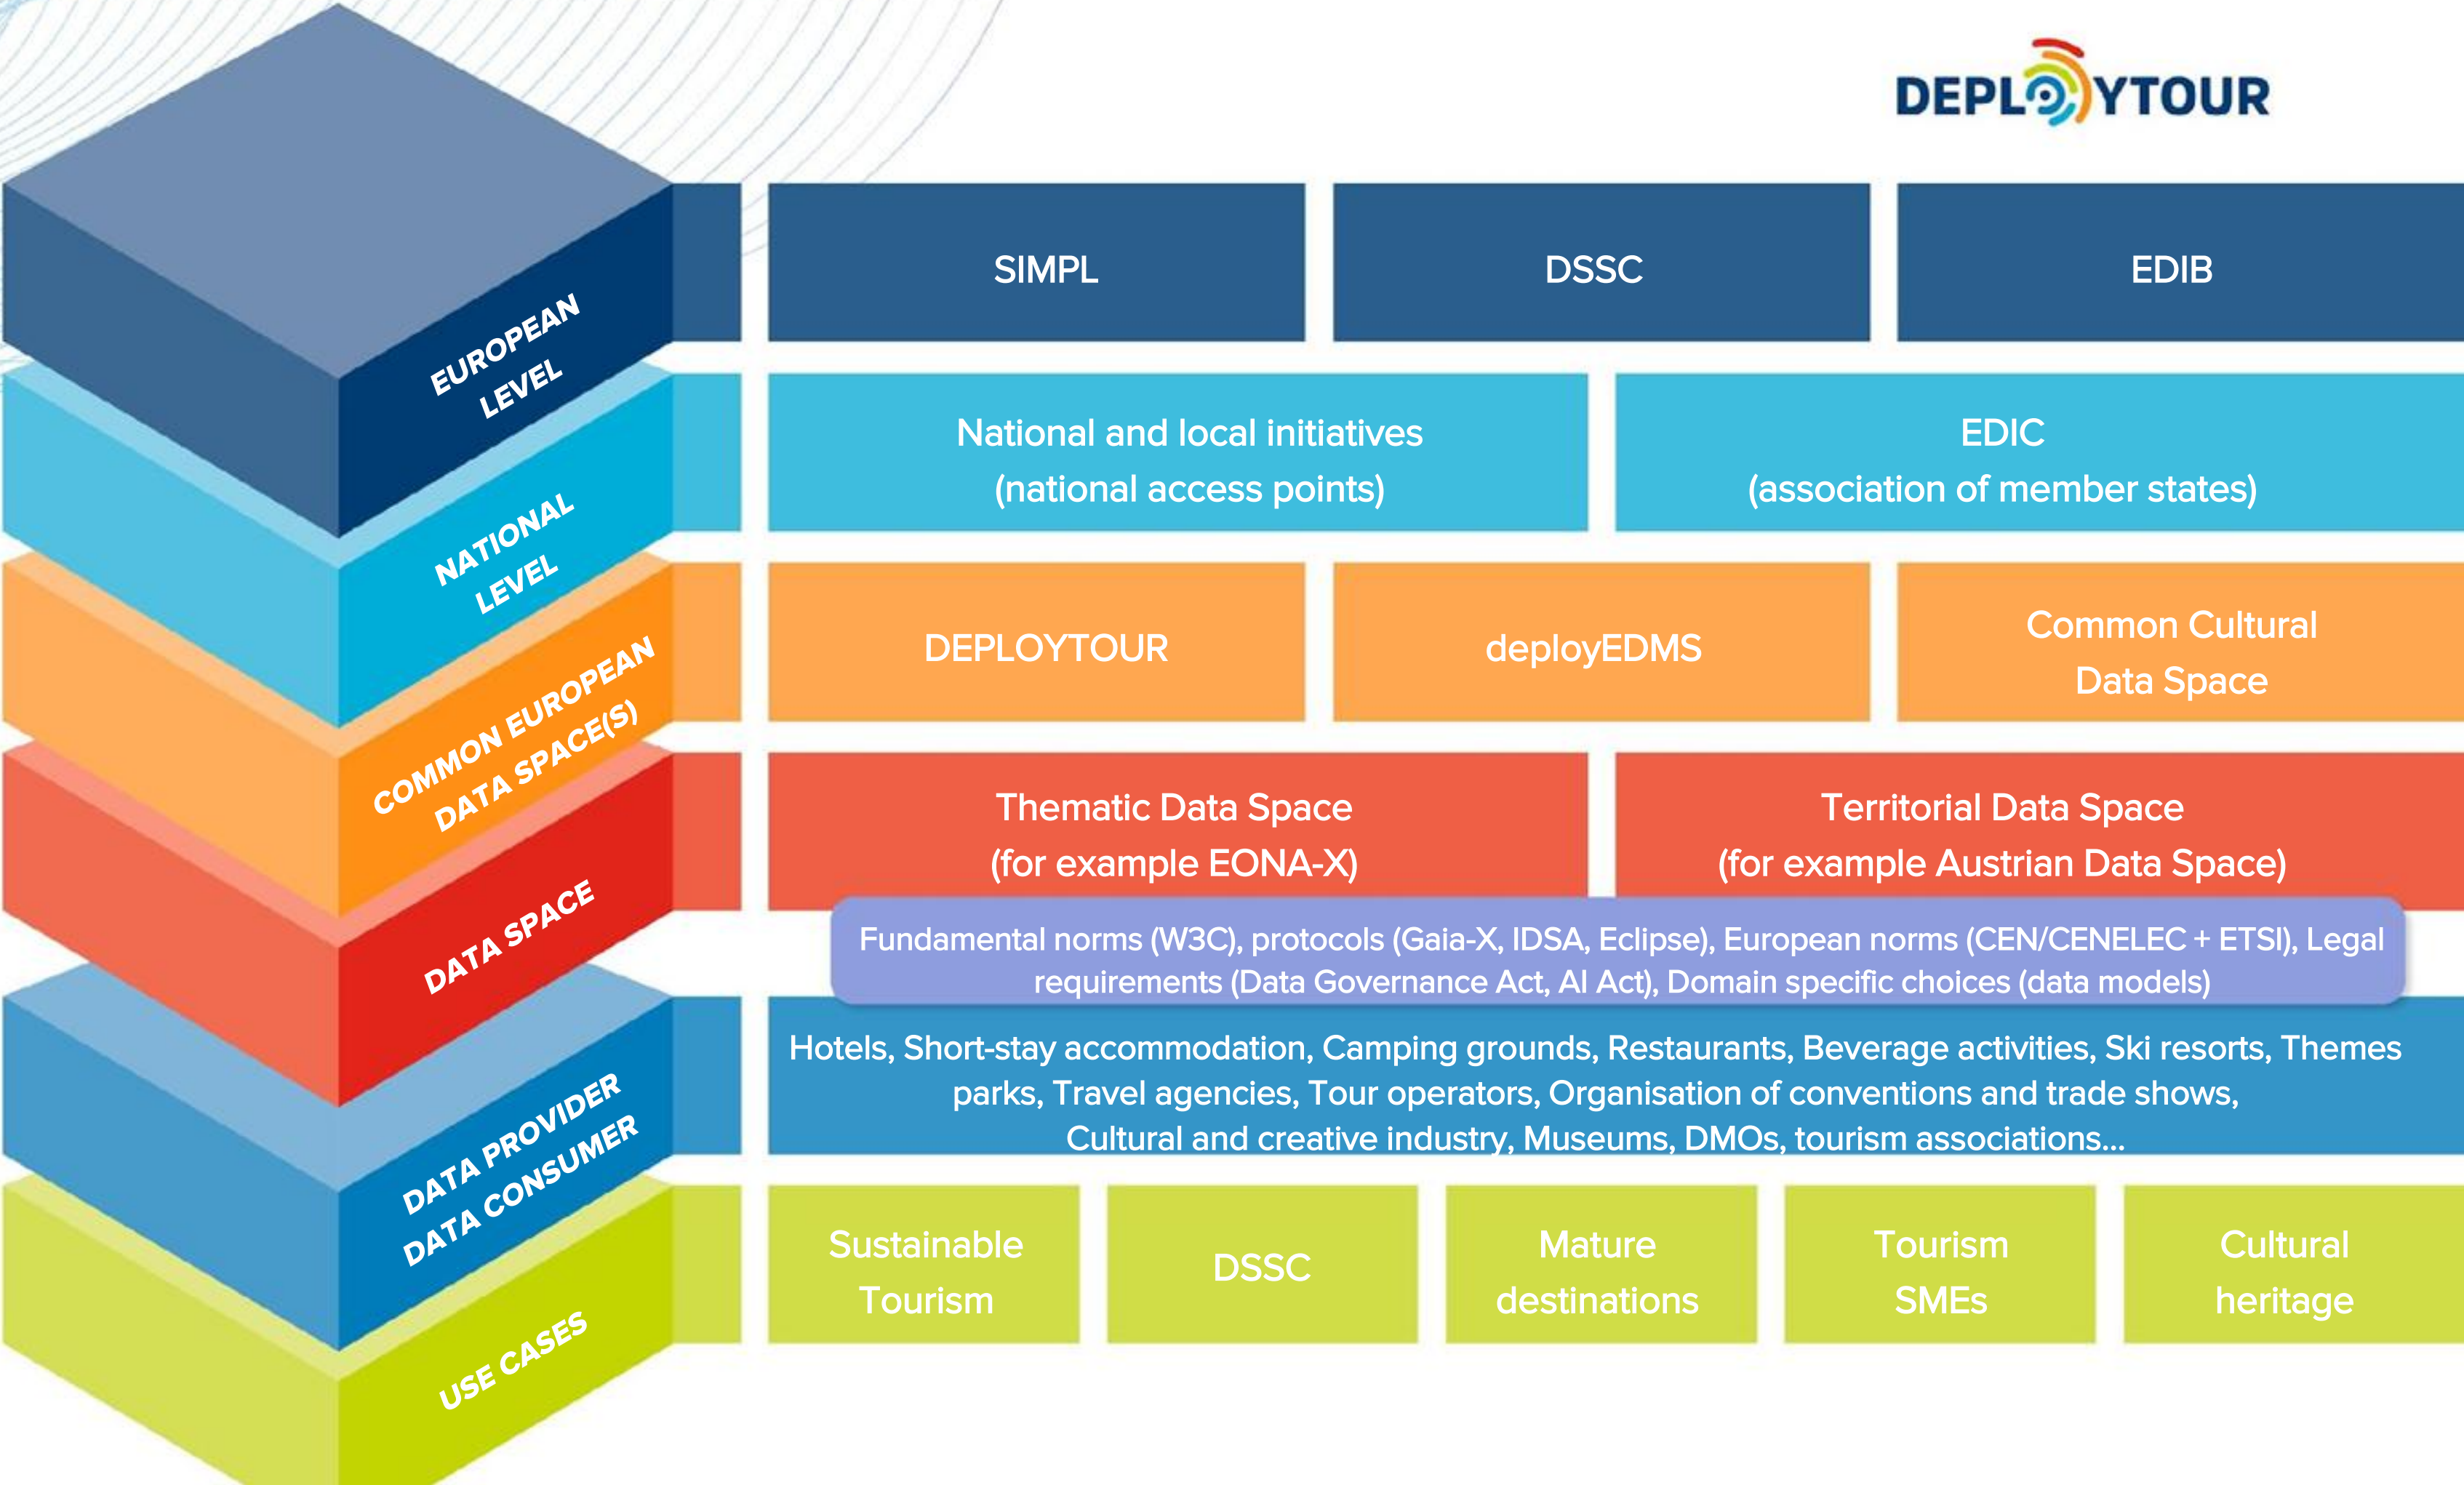 DEPLOYTOUR
EUROPEAN
LEVEL
SIMPL
DSSC
EDIB
NATIONAL
LEVEL
National and local initiatives
(national access points)
EDIC
(association of member states)
COMMON EUROPEAN
DATA SPACE(S)
DEPLOYTOUR
deployEDMS
Common Cultural
Data Space
DATA SPACE
Thematic Data Space
(for example EONA-X)
Territorial Data Space
(for example Austrian Data Space)
Fundamental norms (W3C), protocols (Gaia-X, IDSA, Eclipse), European norms (CEN/CENELEC + ETSI), Legal
requirements (Data Governance Act, AI Act), Domain specific choices (data models)
DATA PROVIDER
DATA CONSUMER
Hotels, Short-stay accommodation, Camping grounds, Restaurants, Beverage activities, Ski resorts, Themes
parks, Travel agencies, Tour operators, Organisation of conventions and trade shows,
Cultural and creative industry, Museums, DMOs, tourism associations...
USE CASES
Sustainable
Tourism
DSSC
Mature
destinations
Tourism
SMEs
Cultural
heritage